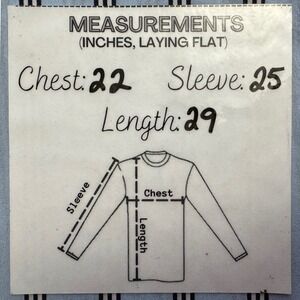 MEASUREMENTS
(INCHES, LAYING FLAT)
Chest: 22 Sleeve: 25
Length: 29
Sleeve
Chest
Length